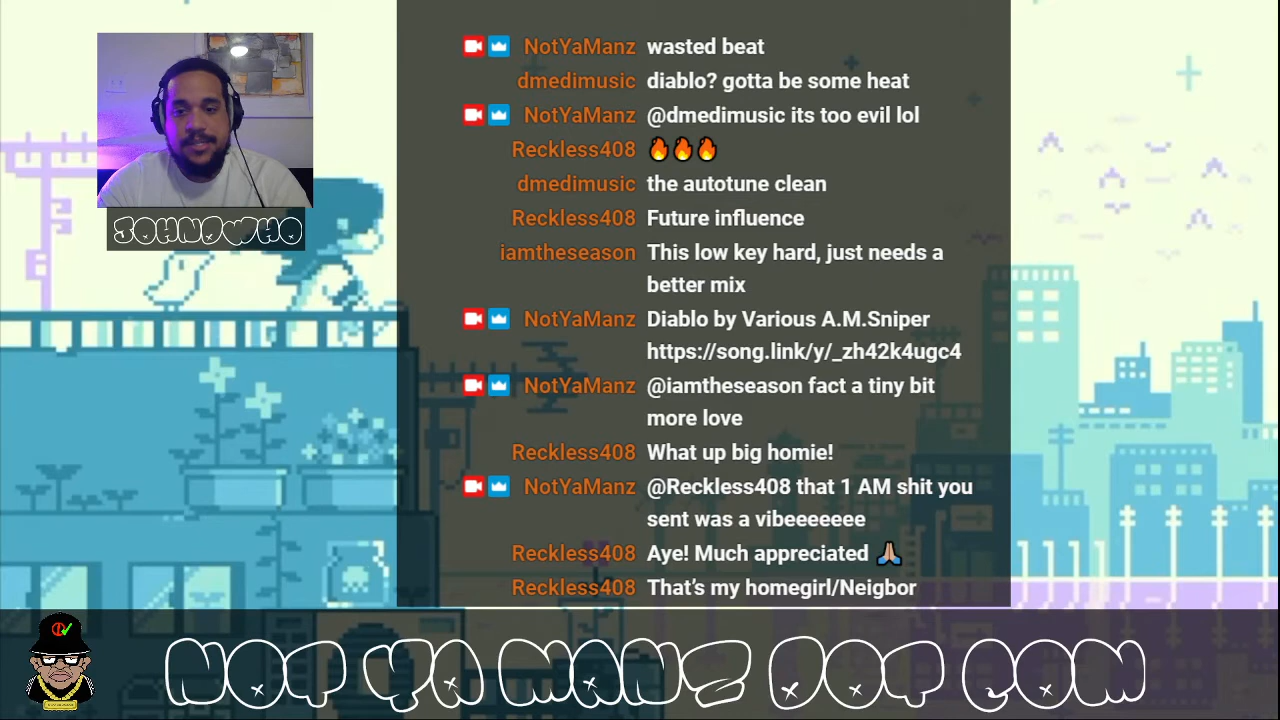 NotYaManz wasted beat
dmedimusic diablo? gotta be some heat
NotYaManz @dmedimusic its too evil lol
Reckless408 🔥🔥🔥
dmedimusic the autotune clean
Reckless408 Future influence
iamtheseason This low key hard, just needs a
better mix
NotYaManz Diablo by Various A.M.Sniper
https://song.link/y/_zh42k4ugc4
NotYaManz @iamtheseason fact a tiny bit
more love
Reckless408 What up big homie!
NotYaManz @Reckless408 that 1 AM shit you
sent was a vibeeeeeee
Reckless408 Aye! Much appreciated 🙏🏼
Reckless408 That’s my homegirl/Neigbor
JOHNDWHO
NOT YA MANZ DOT COM